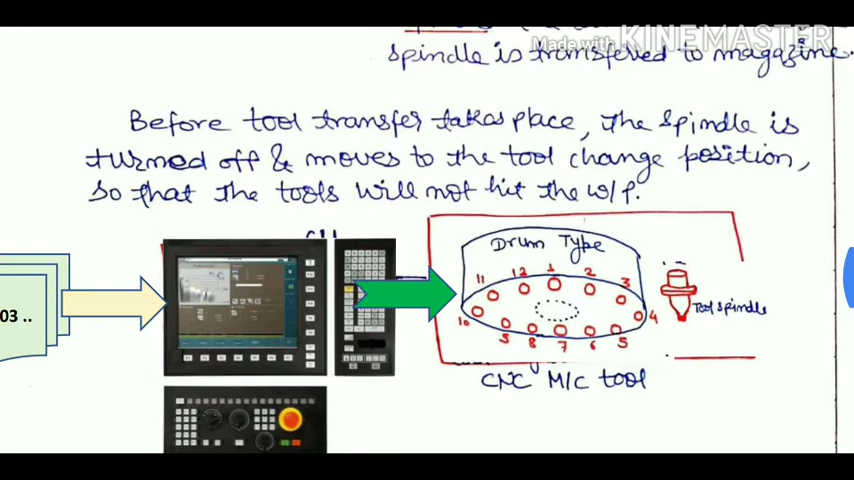 Made with KINEMASTER
spindle is transferred to magazine.
Before tool transfer takes place, the spindle is
turned off & moves to the tool change position,
so that the tools will not hit the w/p.
03 ..
Drum Type
11 12 1 2 3
10 4
9 8 7 6 5
Tool spindle
CNC M/C tool